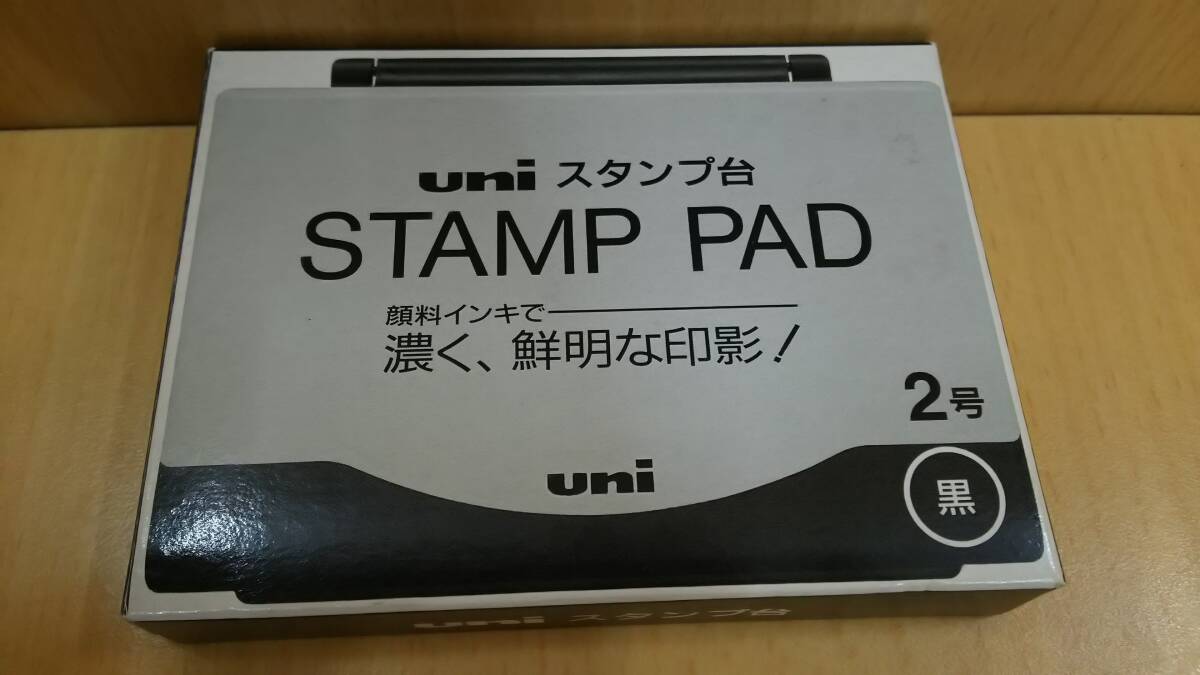 uni スタンプ台
STAMP PAD
顔料インキで
濃く、鮮明な印影!
2号
uni
黒
uni スタンプ台